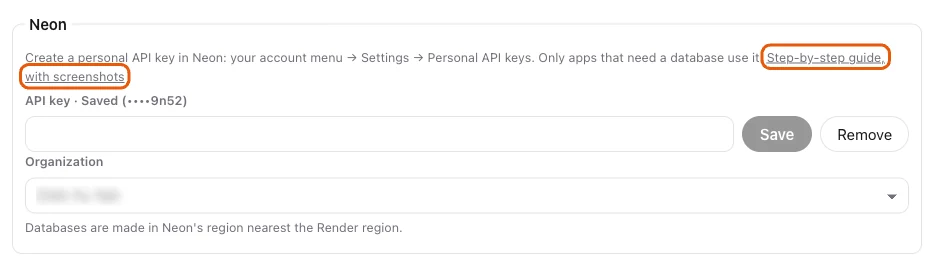 Neon
Create a personal API key in Neon: your account menu → Settings → Personal API keys. Only apps that need a database use it. Step-by-step guide,
with screenshots
API key · Saved (••••9n52)
Save
Remove
Organization
Databases are made in Neon's region nearest the Render region.